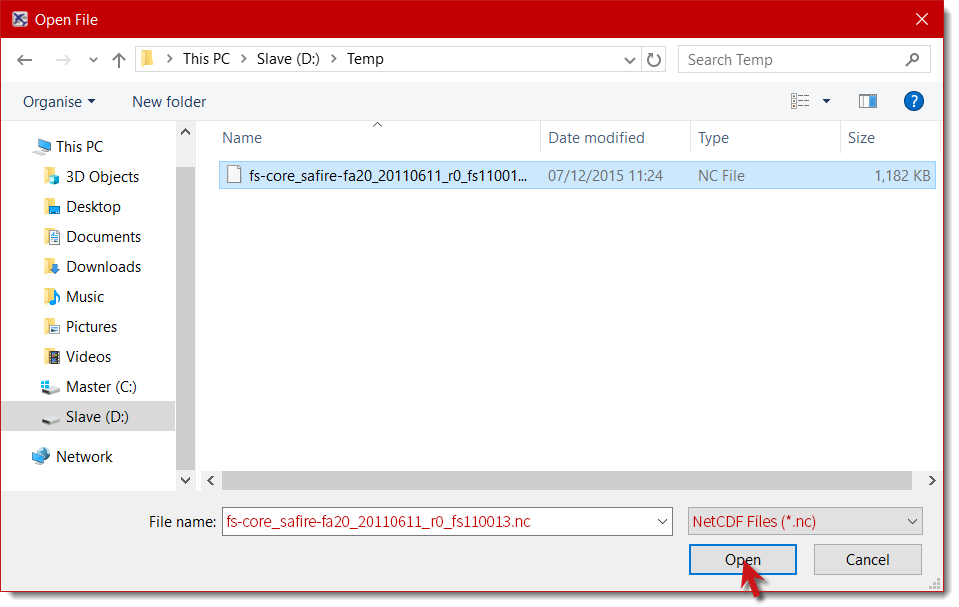 Open File
This PC > Slave (D:) > Temp
Search Temp
Organise New folder
?
Name Date modified Type Size
fs-core_safire-fa20_20110611_r0_fs11001... 07/12/2015 11:24 NC File 1,182 KB
This PC
3D Objects
Desktop
Documents
Downloads
Music
Pictures
Videos
Master (C:)
Slave (D:)
Network
File name: fs-core_safire-fa20_20110611_r0_fs110013.nc NetCDF Files (*.nc)
Open Cancel